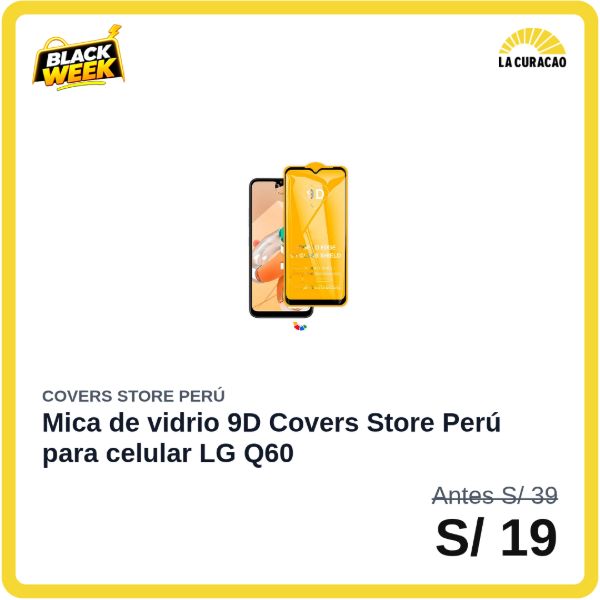 BLACK
WEEK
LA CURACAO
9D
COVERS STORE PERÚ
Mica de vidrio 9D Covers Store Perú
para celular LG Q60
Antes S/ 39
S/ 19